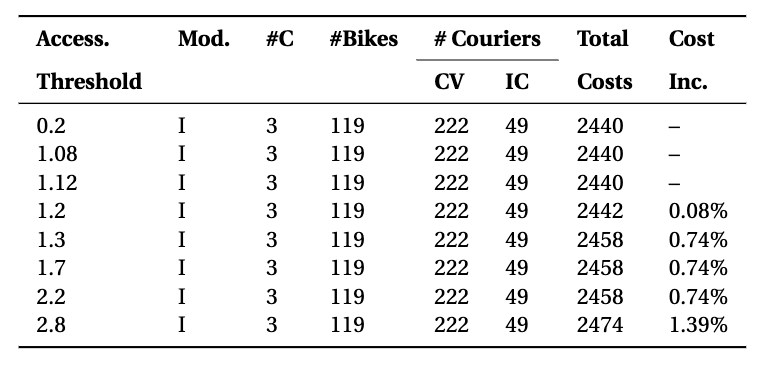 Access. Mod. #C #Bikes # Couriers Total Cost
Threshold CV IC Costs Inc.
0.2 I 3 119 222 49 2440 –
1.08 I 3 119 222 49 2440 –
1.12 I 3 119 222 49 2440 –
1.2 I 3 119 222 49 2442 0.08%
1.3 I 3 119 222 49 2458 0.74%
1.7 I 3 119 222 49 2458 0.74%
2.2 I 3 119 222 49 2458 0.74%
2.8 I 3 119 222 49 2474 1.39%